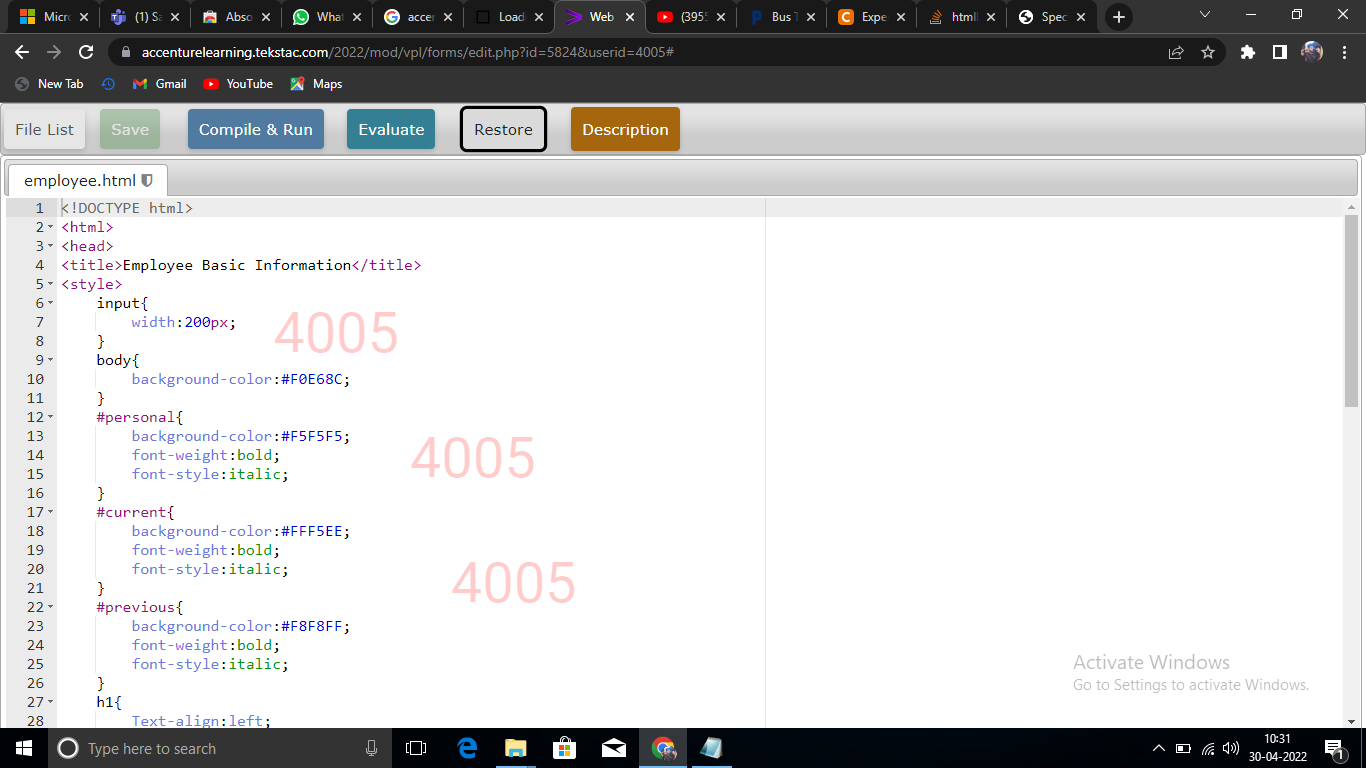 Micro
(1) Sa
Abso
What
accer
Loadi
Web
(395
Bus T
Expe
htmll
Spec
accenturelearning.tekstac.com/2022/mod/vpl/forms/edit.php?id=5824&userid=4005#
New Tab
Gmail
YouTube
Maps
File List
Save
Compile & Run
Evaluate
Restore
Description
employee.html
1 <!DOCTYPE html>
2 <html>
3 <head>
4 <title>Employee Basic Information</title>
5 <style>
6 input{
7 width:200px;
8 }
9 body{
10 background-color:#F0E68C;
11 }
12 #personal{
13 background-color:#F5F5F5;
14 font-weight:bold;
15 font-style:italic;
16 }
17 #current{
18 background-color:#FFF5EE;
19 font-weight:bold;
20 font-style:italic;
21 }
22 #previous{
23 background-color:#F8F8FF;
24 font-weight:bold;
25 font-style:italic;
26 }
27 h1{
28 Text-align:left;
4005
4005
4005
Activate Windows
Go to Settings to activate Windows.
Type here to search
10:31
30-04-2022
1